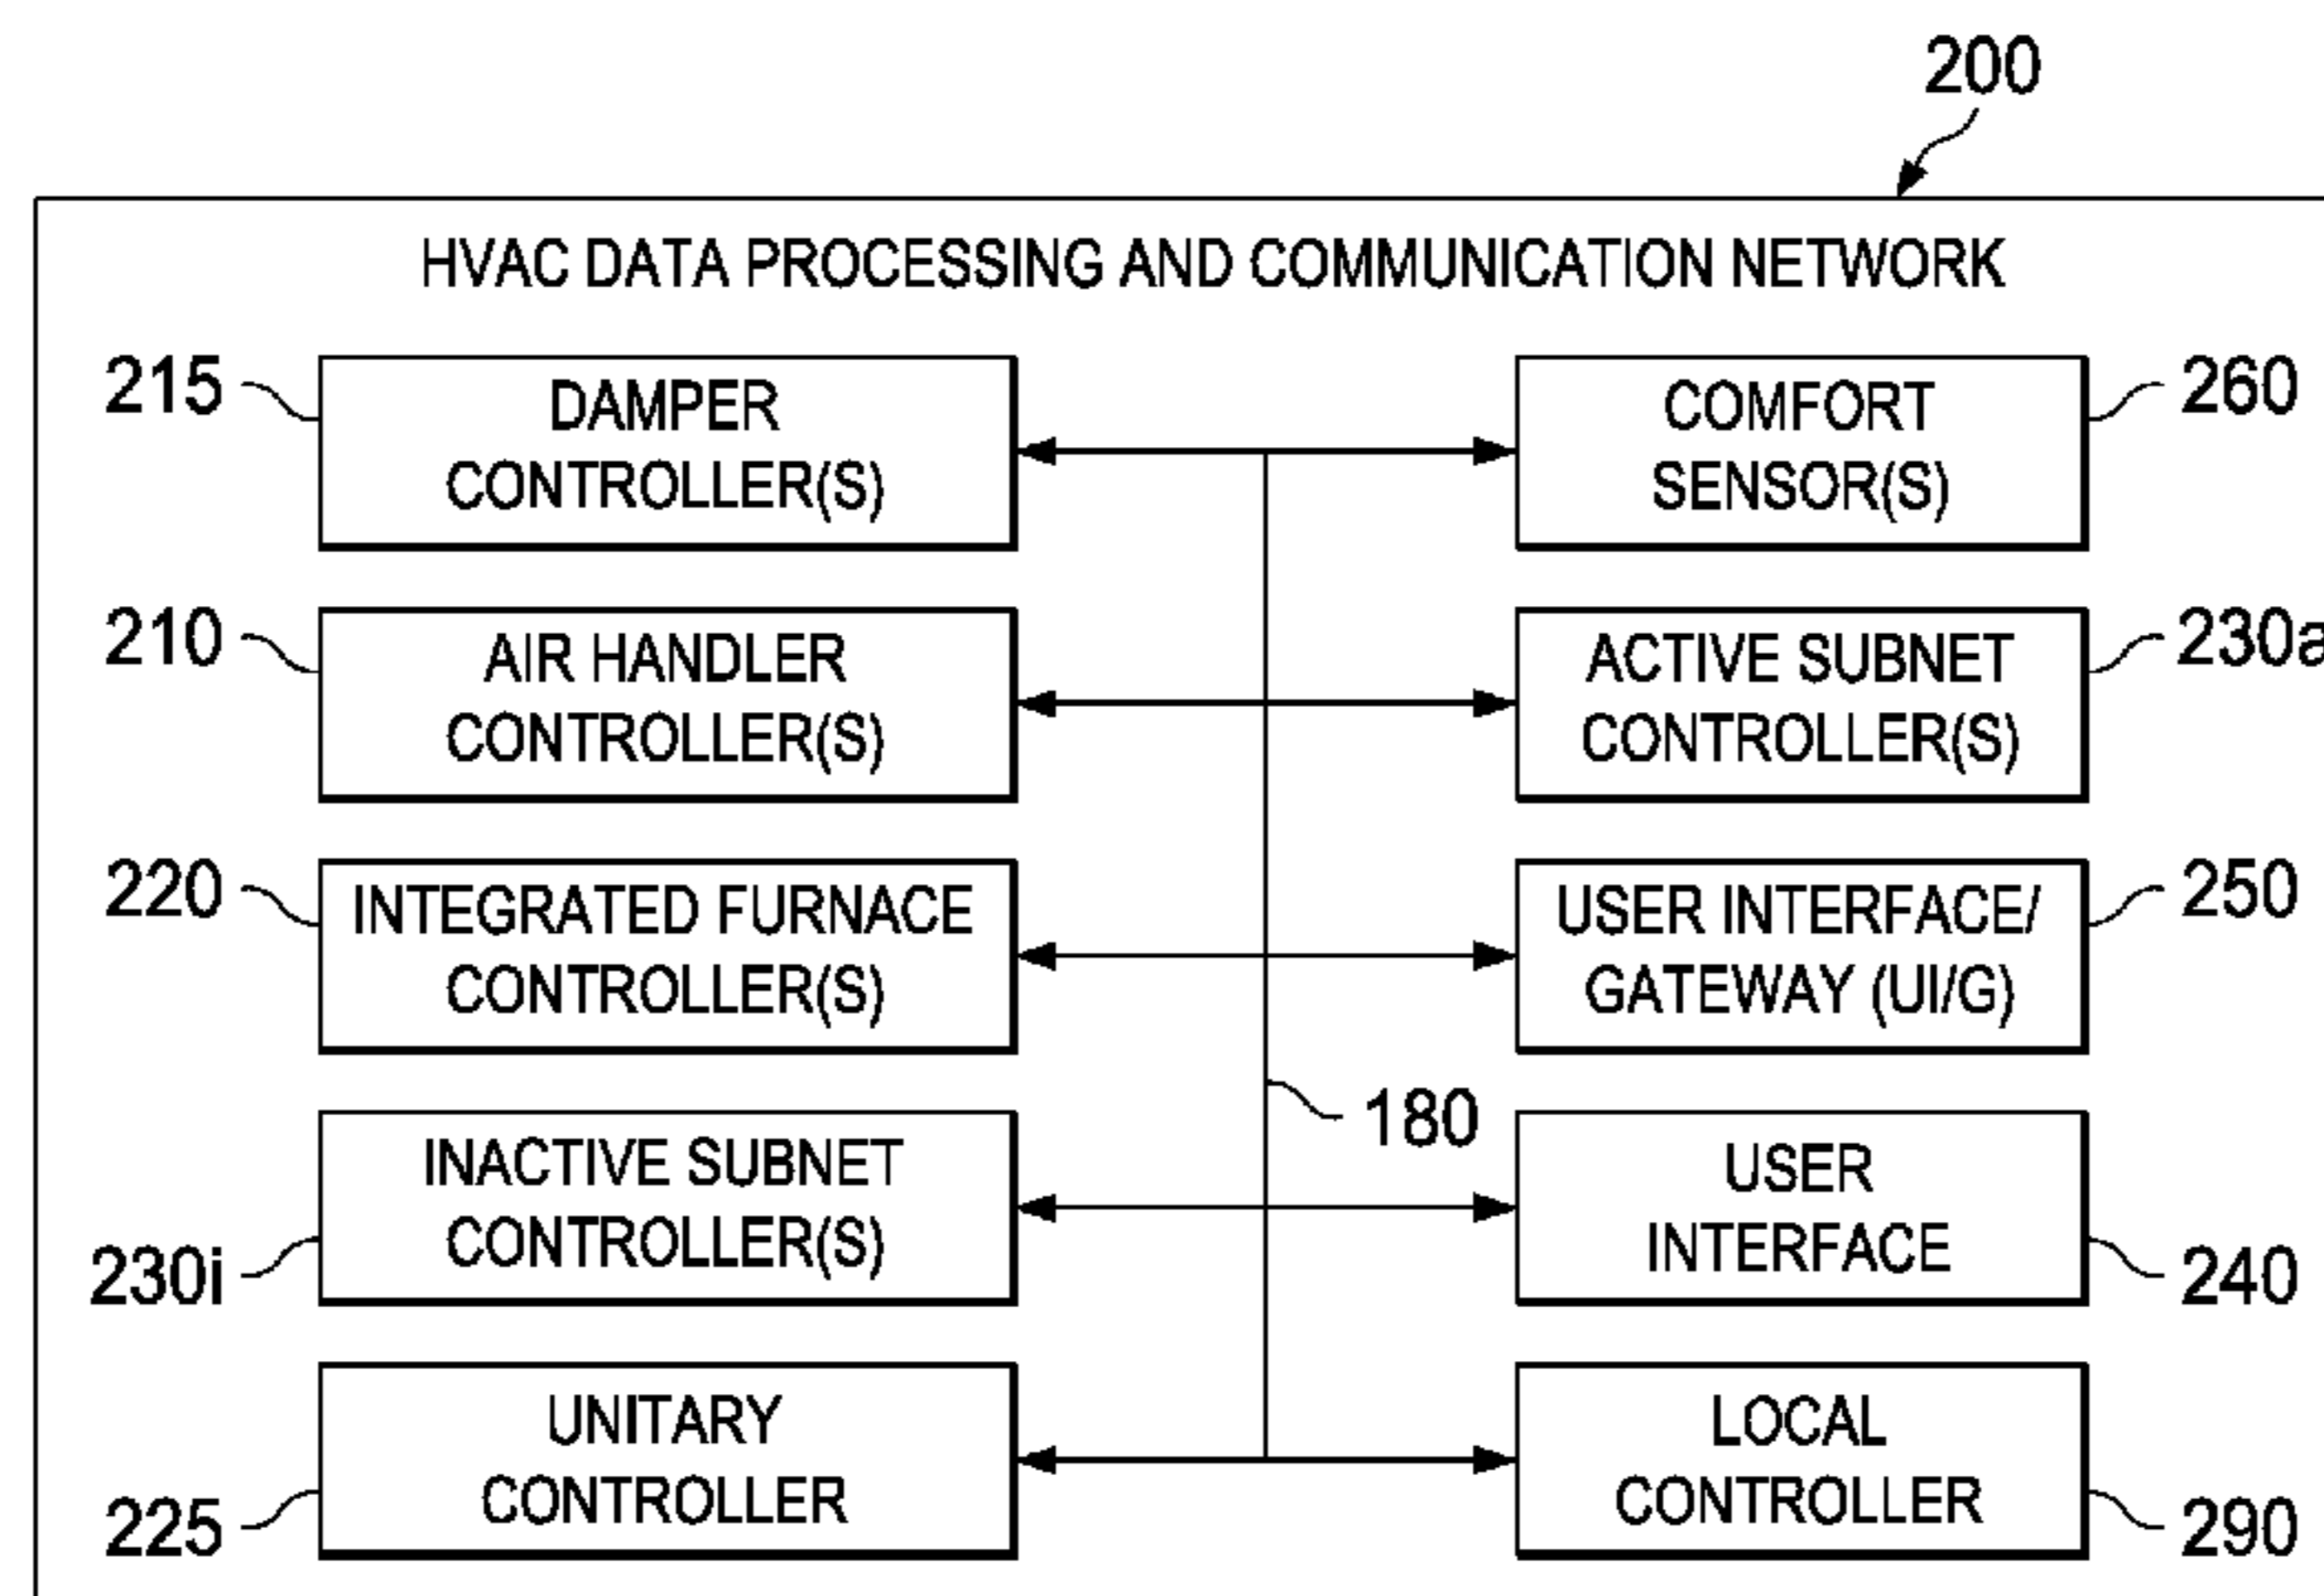 200
HVAC DATA PROCESSING AND COMMUNICATION NETWORK
215
DAMPER
CONTROLLER(S)
COMFORT
SENSOR(S)
260
210
AIR HANDLER
CONTROLLER(S)
ACTIVE SUBNET
CONTROLLER(S)
230a
220
INTEGRATED FURNACE
CONTROLLER(S)
USER INTERFACE/
GATEWAY (UI/G)
250
180
INACTIVE SUBNET
CONTROLLER(S)
230i
USER
INTERFACE
240
UNITARY
CONTROLLER
225
LOCAL
CONTROLLER
290